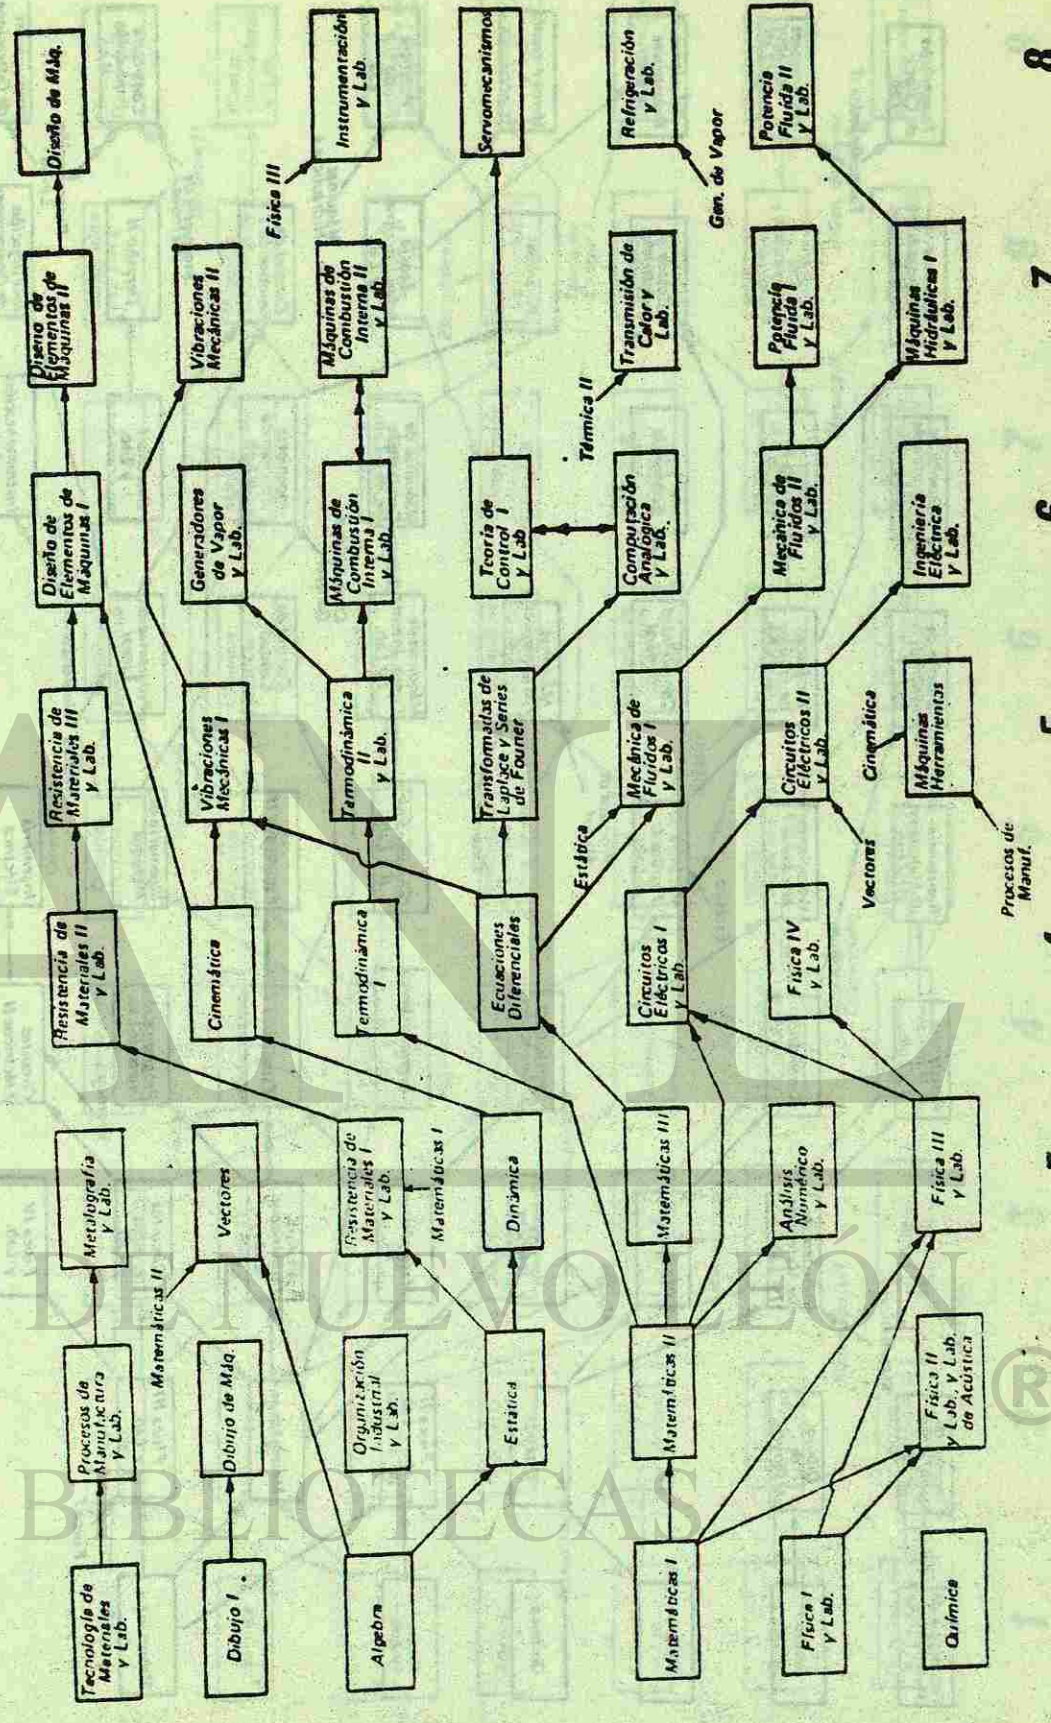 Tecnología de
Materiales
y Lab.
Dibujo I
Algebra
Matemáticas I
Física I
y Lab.
Química
Procesos de
Manufactura
y Lab.
Dibujo de Máq.
Organización
Industrial
y Lab.
Estática
Matemáticas II
Física II
y Lab., y Lab.
de Acústica
Matemáticas II
Metalografía
y Lab.
Vectores
Resistencia de
Materiales I
y Lab.
Matemáticas I
Dinámica
Matemáticas III
Análisis
Numérico
y Lab.
Física III
y Lab.
Resistencia de
Materiales II
y Lab.
Cinemática
Termodinámica
I
Ecuaciones
Diferenciales
Circuitos
Eléctricos I
y Lab
Física IV
y Lab.
Estática
Vectores
Procesos de
Manuf.
Resistencia de
Materiales III
y Lab.
Vibraciones
Mecánicas I
Termodinámica
II
y Lab.
Transformadas de
Laplace y Series
de Fourier
Mecánica de
Fluidos I
y Lab.
Circuitos
Eléctricos II
y Lab
Cinemática
Máquinas
Herramientas
Diseño de
Elementos de
Máquinas I
Generadores
de Vapor
y Lab.
Máquinas de
Combustión
Interna I
y Lab.
Teoría de
Control I
y Lab
Computación
Analógica
y Lab.
Mecánica de
Fluidos II
y Lab.
Ingeniería
Eléctrica
y Lab.
Térmica II
Diseño de
Elementos de
Máquinas II
Vibraciones
Mecánicas II
Máquinas de
Combustión
Interna II
y Lab.
Transmisión de
Calor y
Lab.
Potencia
Fluida I
y Lab.
Máquinas
Hidráulicas I
y Lab.
Física III
Gen. de Vapor
Diseño de Máq.
Instrumentación
y Lab.
Servomecanismos
Refrigeración
y Lab.
Potencia
Fluida II
y Lab.
4
5
6
7
8
ANL
DE NUEVO LEÓN
®
BIBLIOTECAS